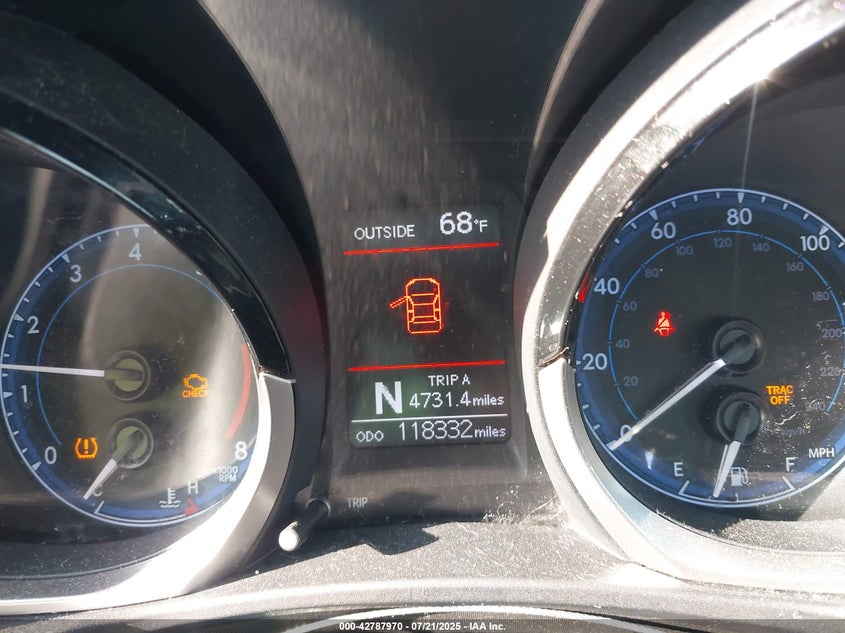 OUTSIDE 68°F
TRIP A
N 4731.4 miles
ODO 118332 miles
TRIP
0 1 2 3 4 8
x1000
RPM
CHECK
C H
0 20 40 60 80 100
20 40 60 80 100 120 140 160 180 200 220 240
km/h
MPH
TRAC
OFF
E F
000-42787970 - 07/21/2025 - IAA Inc.